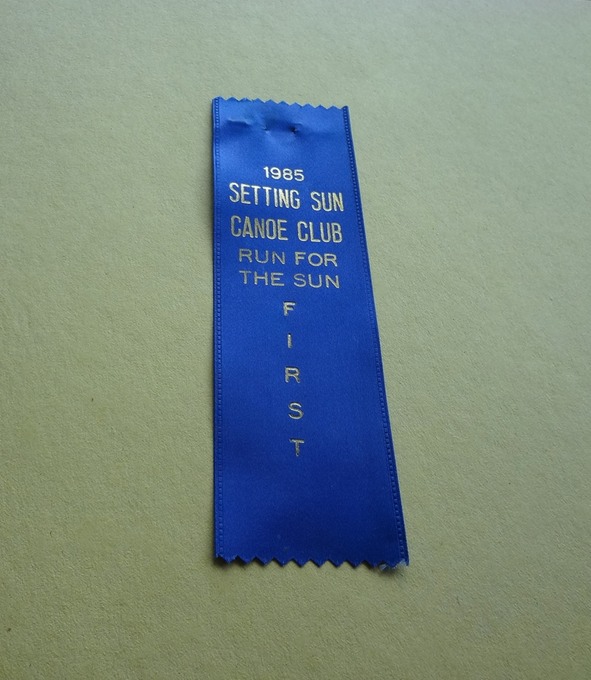 1985
SETTING SUN
CANOE CLUB
RUN FOR
THE SUN
F
I
R
S
T